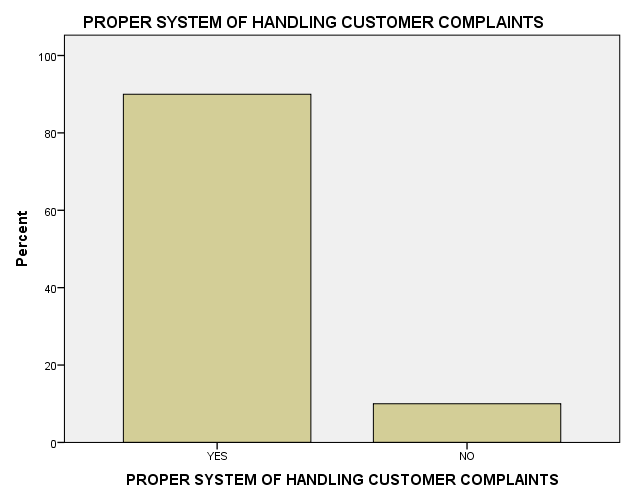 PROPER SYSTEM OF HANDLING CUSTOMER COMPLAINTS
100
80
60
40
20
0
Percent
YES NO
PROPER SYSTEM OF HANDLING CUSTOMER COMPLAINTS